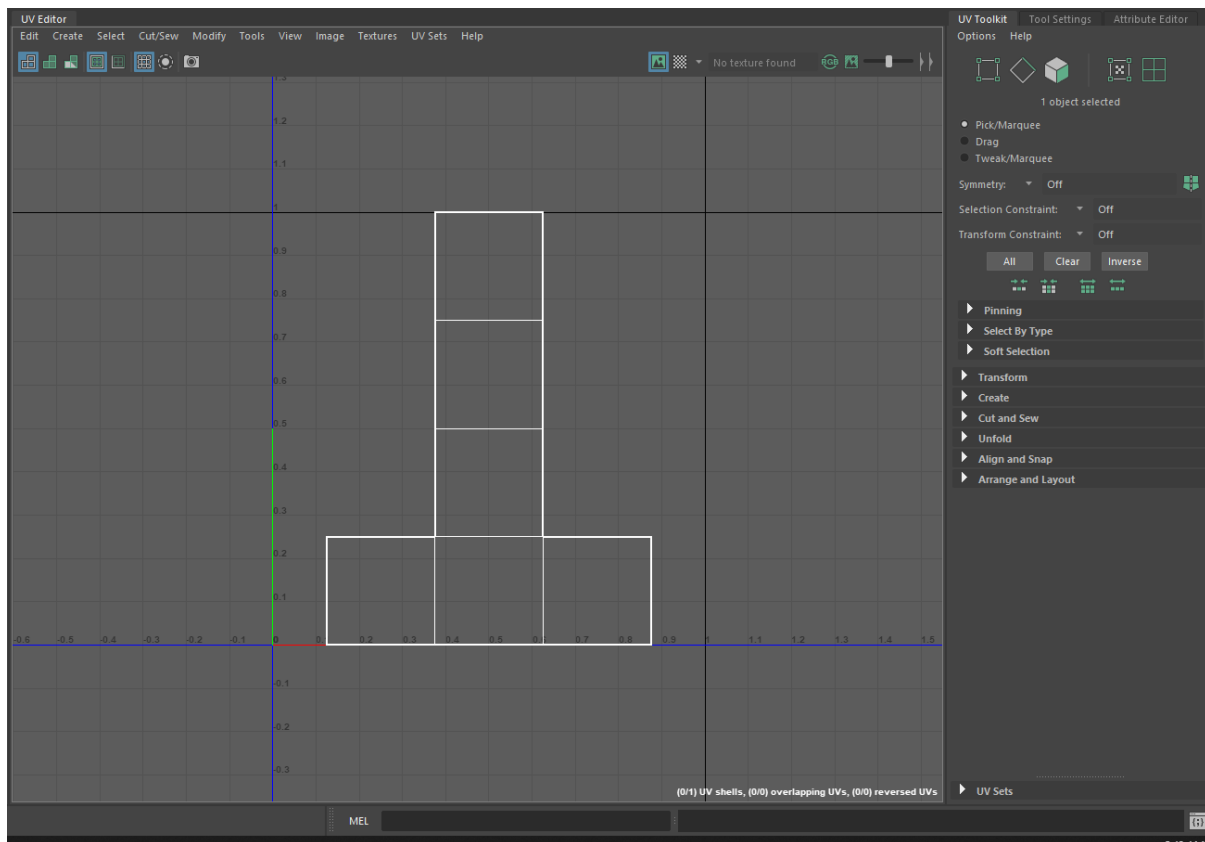 UV Editor
Edit Create Select Cut/Sew Modify Tools View Image Textures UV Sets Help
No texture found
RGB
1.3
1.2
1.1
1
0.9
0.8
0.7
0.6
0.5
0.4
0.3
0.2
0.1
-0.6 -0.5 -0.4 -0.3 -0.2 -0.1 0 0.2 0.3 0.4 0.5 0.6 0.7 0.8 0.9 1 1.1 1.2 1.3 1.4 1.5
-0.1
-0.2
-0.3
(0/1) UV shells, (0/0) overlapping UVs, (0/0) reversed UVs
UV Toolkit Tool Settings Attribute Editor
Options Help
1 object selected
Pick/Marquee
Drag
Tweak/Marquee
Symmetry: Off
Selection Constraint: Off
Transform Constraint: Off
All Clear Inverse
Pinning
Select By Type
Soft Selection
Transform
Create
Cut and Sew
Unfold
Align and Snap
Arrange and Layout
UV Sets
MEL